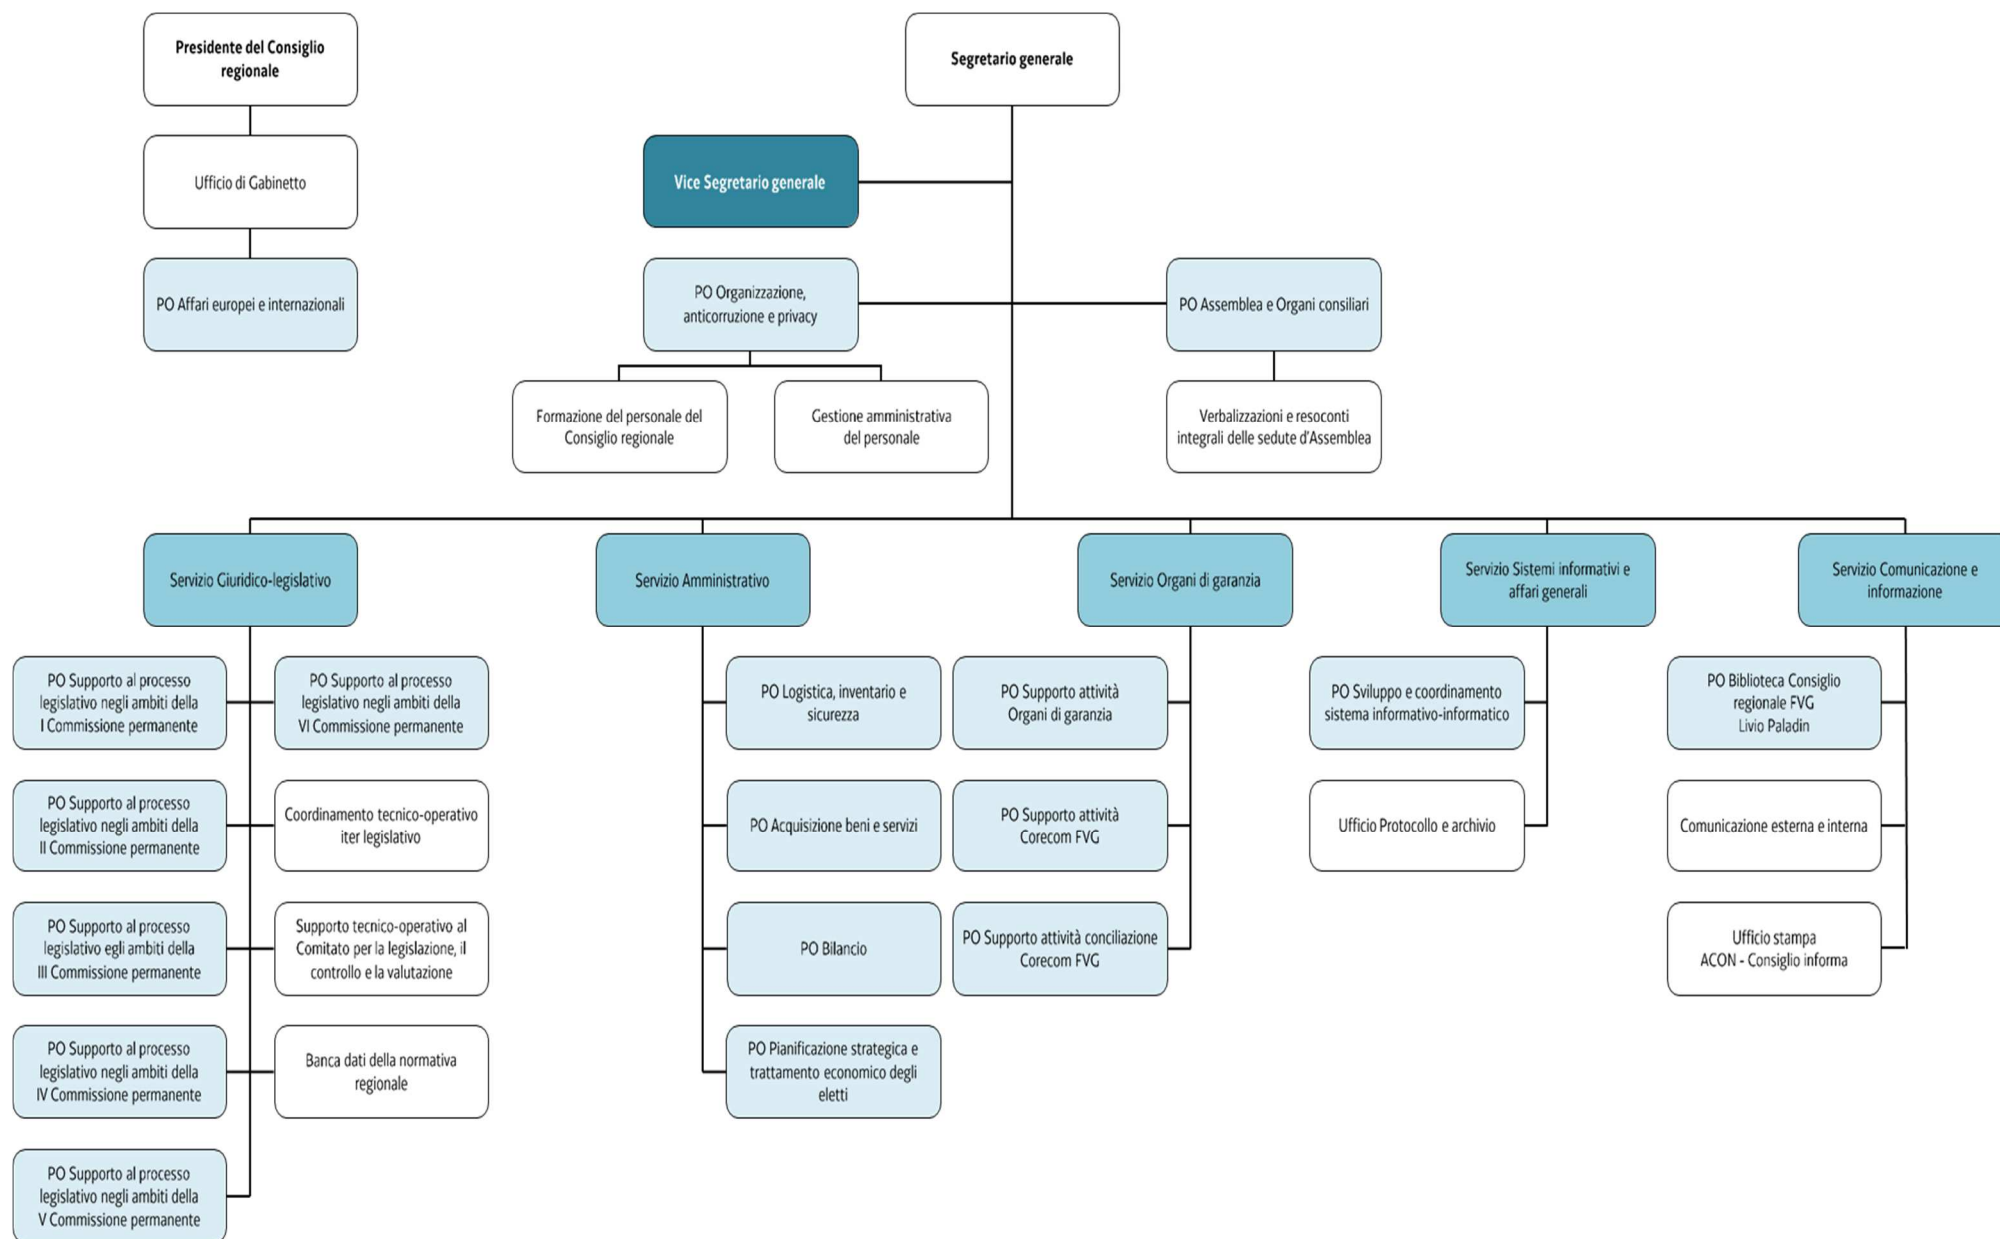 Presidente del Consiglio
regionale
Segretario generale
Ufficio di Gabinetto
Vice Segretario generale
PO Affari europei e internazionali
PO Organizzazione,
anticorruzione e privacy
PO Assemblea e Organi consiliari
Formazione del personale del
Consiglio regionale
Gestione amministrativa
del personale
Verbalizzazioni e resoconti
integrali delle sedute d'Assemblea
Servizio Giuridico-legislativo
Servizio Amministrativo
Servizio Organi di garanzia
Servizio Sistemi informativi e
affari generali
Servizio Comunicazione e
informazione
PO Supporto al processo
legislativo negli ambiti della
I Commissione permanente
PO Supporto al processo
legislativo negli ambiti della
VI Commissione permanente
PO Logistica, inventario e
sicurezza
PO Supporto attività
Organi di garanzia
PO Sviluppo e coordinamento
sistema informativo-informatico
PO Biblioteca Consiglio
regionale FVG
Livio Paladin
PO Supporto al processo
legislativo negli ambiti della
II Commissione permanente
Coordinamento tecnico-operativo
iter legislativo
PO Acquisizione beni e servizi
PO Supporto attività
Corecom FVG
Ufficio Protocollo e archivio
Comunicazione esterna e interna
PO Supporto al processo
legislativo egli ambiti della
III Commissione permanente
Supporto tecnico-operativo al
Comitato per la legislazione, il
controllo e la valutazione
PO Bilancio
PO Supporto attività conciliazione
Corecom FVG
Ufficio stampa
ACON - Consiglio informa
PO Supporto al processo
legislativo negli ambiti della
IV Commissione permanente
Banca dati della normativa
regionale
PO Pianificazione strategica e
trattamento economico degli
eletti
PO Supporto al processo
legislativo negli ambiti della
V Commissione permanente